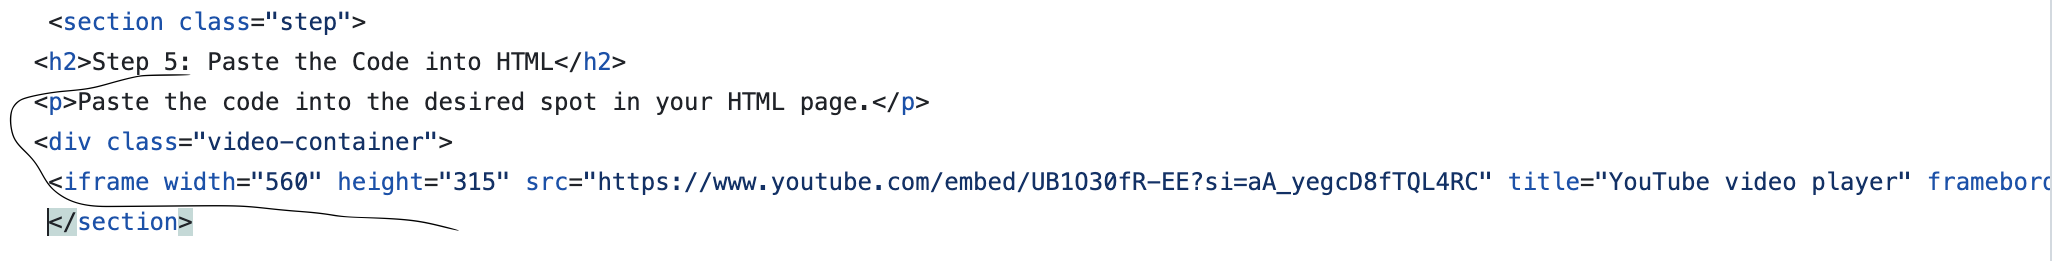 <section class="step">
<h2>Step 5: Paste the Code into HTML</h2>
<p>Paste the code into the desired spot in your HTML page.</p>
<div class="video-container">
<iframe width="560" height="315" src="https://www.youtube.com/embed/UB1O30fR-EE?si=aA_yegcD8fTQL4RC" title="YouTube video player" framebord
</section>